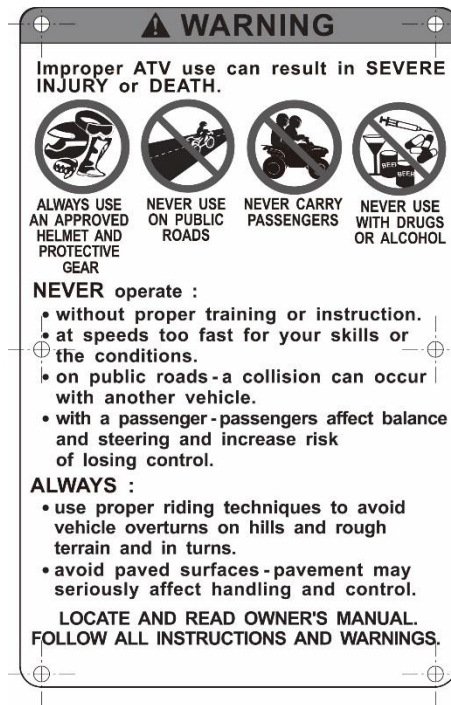 WARNING
Improper ATV use can result in SEVERE
INJURY or DEATH.
ALWAYS USE
AN APPROVED
HELMET AND
PROTECTIVE
GEAR
NEVER USE
ON PUBLIC
ROADS
NEVER CARRY
PASSENGERS
NEVER USE
WITH DRUGS
OR ALCOHOL
BEER
BEER
NEVER operate :
• without proper training or instruction.
• at speeds too fast for your skills or
the conditions.
• on public roads - a collision can occur
with another vehicle.
• with a passenger - passengers affect balance
and steering and increase risk
of losing control.
ALWAYS :
• use proper riding techniques to avoid
vehicle overturns on hills and rough
terrain and in turns.
• avoid paved surfaces - pavement may
seriously affect handling and control.
LOCATE AND READ OWNER'S MANUAL.
FOLLOW ALL INSTRUCTIONS AND WARNINGS.